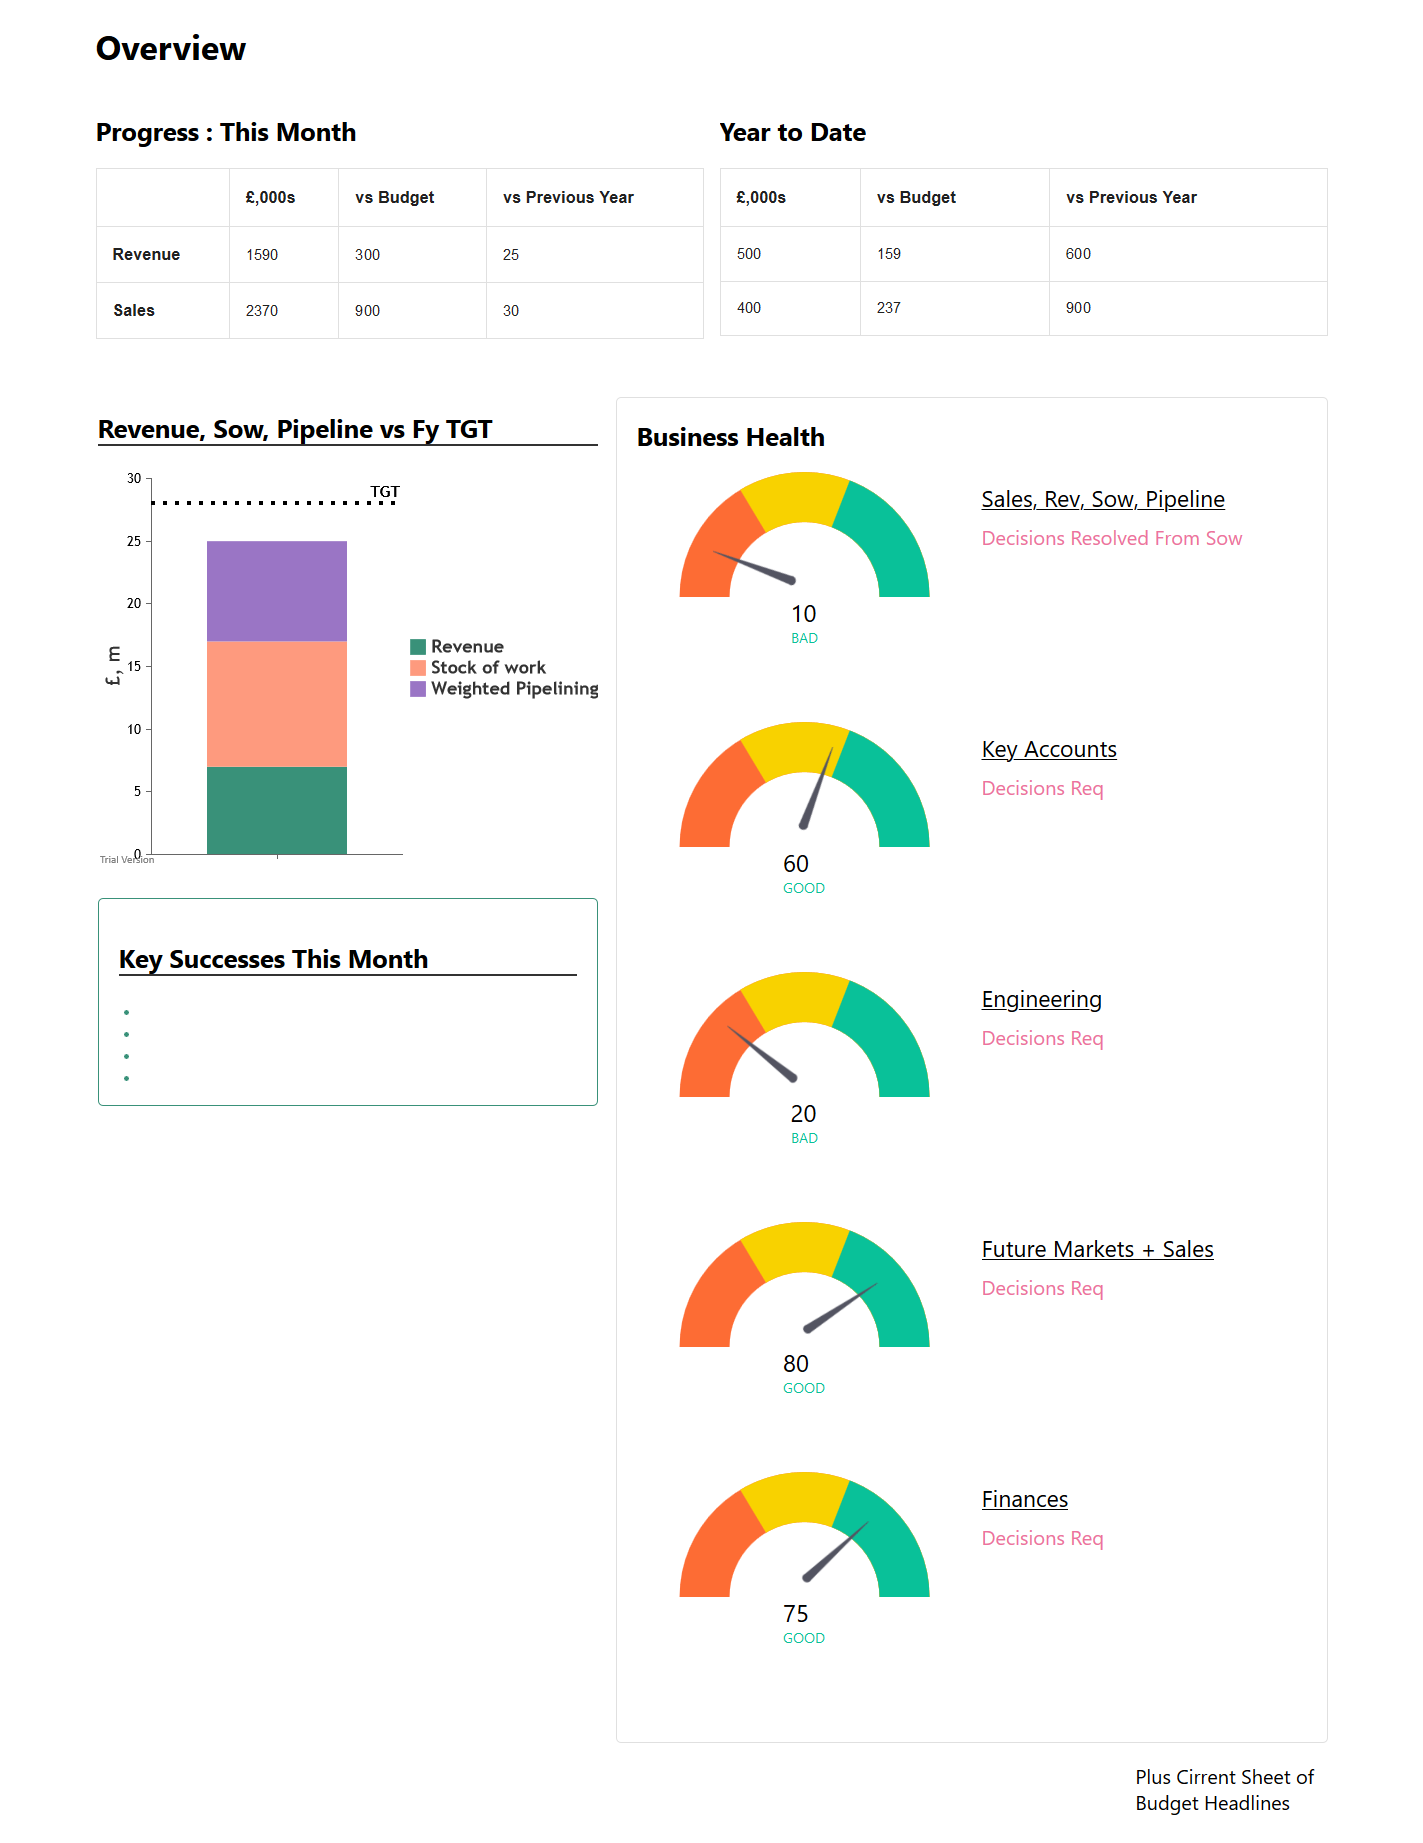 Overview
Progress : This Month
£,000s vs Budget vs Previous Year
Revenue 1590 300 25
Sales 2370 900 30
Year to Date
£,000s vs Budget vs Previous Year
500 159 600
400 237 900
Revenue, Sow, Pipeline vs Fy TGT
30
TGT
25
20
£, m
15
10
5
0
Trial Version
Revenue
Stock of work
Weighted Pipelining
Key Successes This Month
Business Health
10
BAD
Sales, Rev, Sow, Pipeline
Decisions Resolved From Sow
60
GOOD
Key Accounts
Decisions Req
20
BAD
Engineering
Decisions Req
80
GOOD
Future Markets + Sales
Decisions Req
75
GOOD
Finances
Decisions Req
Plus Cirrent Sheet of
Budget Headlines